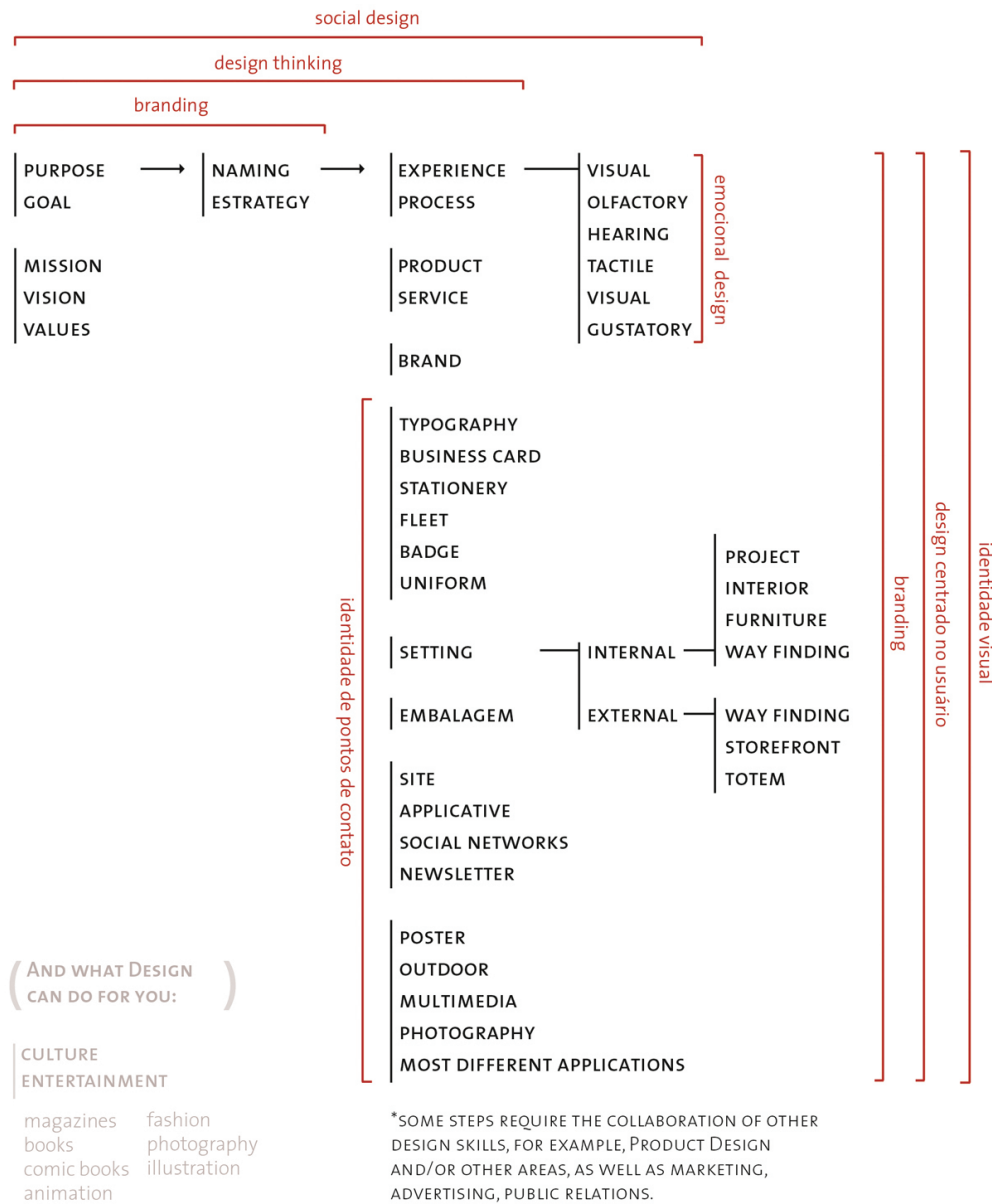 social design
design thinking
branding
PURPOSE
GOAL
MISSION
VISION
VALUES
NAMING
ESTRATEGY
EXPERIENCE
PROCESS
PRODUCT
SERVICE
BRAND
VISUAL
OLFACTORY
HEARING
TACTILE
VISUAL
GUSTATORY
emocional design
identidade de pontos de contato
TYPOGRAPHY
BUSINESS CARD
STATIONERY
FLEET
BADGE
UNIFORM
SETTING
EMBALAGEM
INTERNAL
EXTERNAL
PROJECT
INTERIOR
FURNITURE
WAY FINDING
WAY FINDING
STOREFRONT
TOTEM
SITE
APPLICATIVE
SOCIAL NETWORKS
NEWSLETTER
POSTER
OUTDOOR
MULTIMEDIA
PHOTOGRAPHY
MOST DIFFERENT APPLICATIONS
branding
design centrado no usuário
identidade visual
(AND WHAT DESIGN
CAN DO FOR YOU:)
CULTURE
ENTERTAINMENT
magazines
books
comic books
animation
fashion
photography
illustration
*SOME STEPS REQUIRE THE COLLABORATION OF OTHER
DESIGN SKILLS, FOR EXAMPLE, PRODUCT DESIGN
AND/OR OTHER AREAS, AS WELL AS MARKETING,
ADVERTISING, PUBLIC RELATIONS.